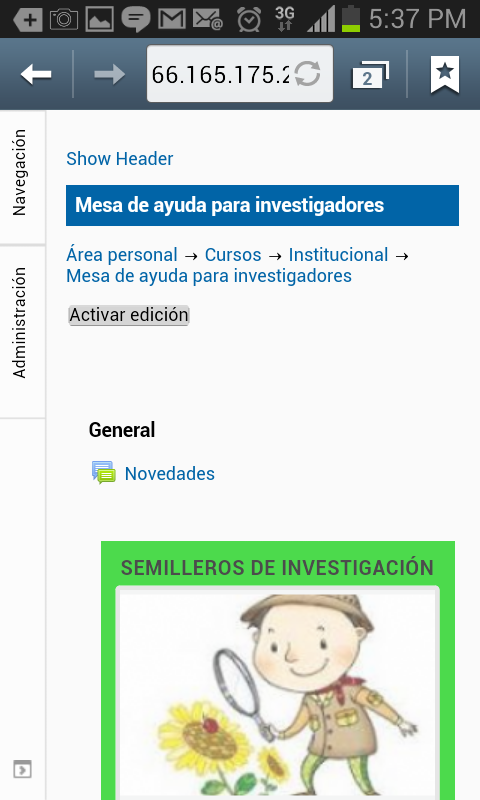 3G
5:37 PM
66.165.175.2
2
Navegación
Administración
Show Header
Mesa de ayuda para investigadores
Área personal → Cursos → Institucional →
Mesa de ayuda para investigadores
Activar edición
General
Novedades
SEMILLEROS DE INVESTIGACIÓN